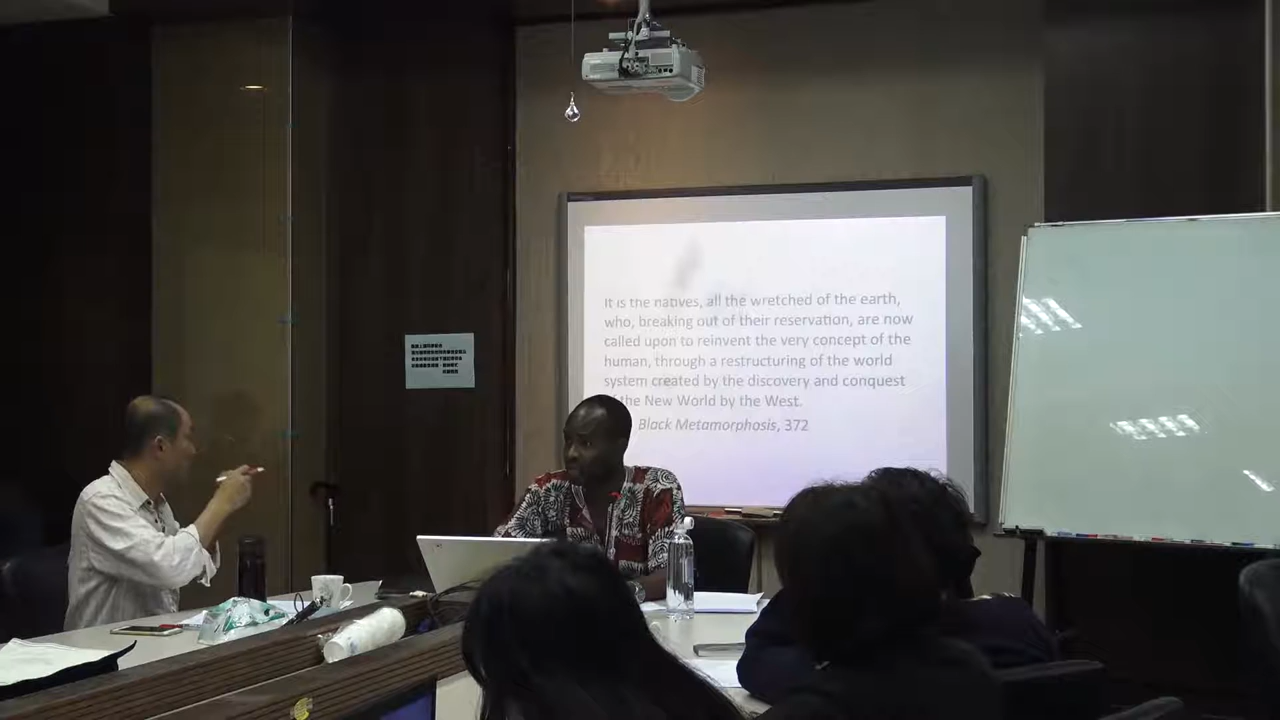 It is the natives, all the wretched of the earth,
who, breaking out of their reservation, are now
called upon to reinvent the very concept of the
human, through a restructuring of the world
system created by the discovery and conquest
of the New World by the West.
Black Metamorphosis, 372